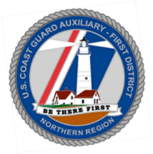 U.S. COAST GUARD AUXILIARY - FIRST DISTRICT
BE THERE FIRST
NORTHERN REGION